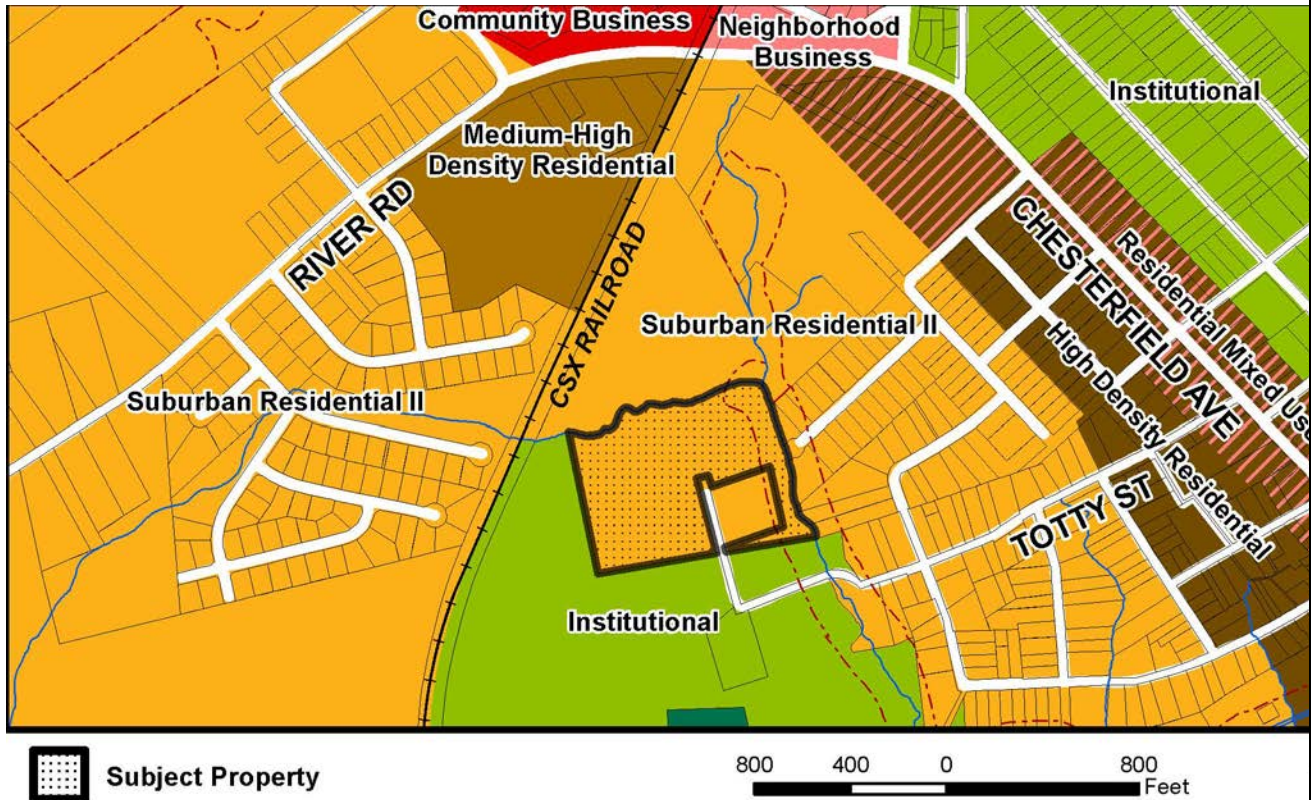 Community Business
Neighborhood
Business
Institutional
Medium-High
Density Residential
RIVER RD
CSX RAILROAD
CHESTERFIELD AVE
Residential Mixed Use
Suburban Residential II
High Density Residential
Suburban Residential II
TOTTY ST
Institutional
Subject Property
800 400 0 800
Feet